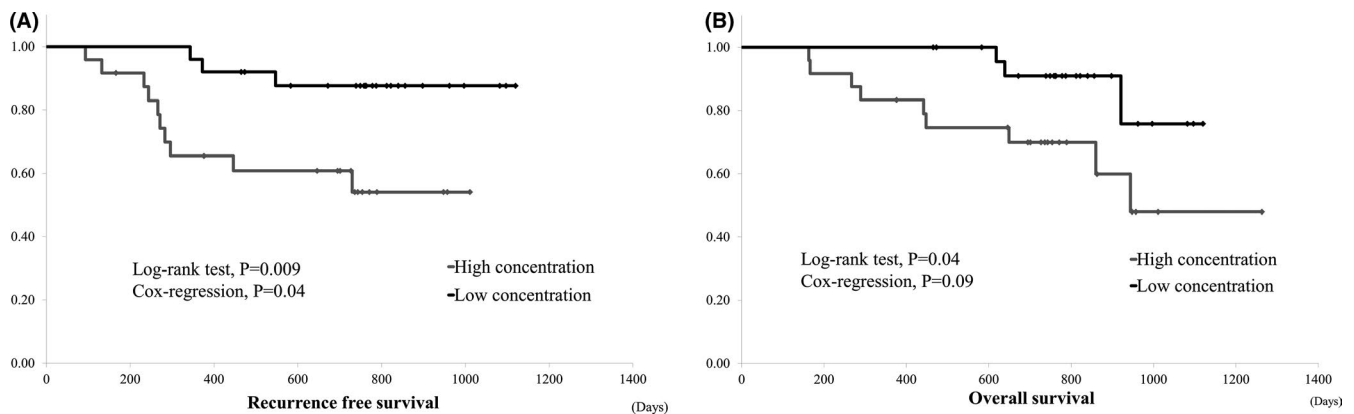 (A)
1.00
0.80
0.60
0.40
0.20
0.00
Log-rank test, P=0.009
Cox-regression, P=0.04
High concentration
Low concentration
0 200 400 600 800 1000 1200 1400
Recurrence free survival
(Days)
(B)
1.00
0.80
0.60
0.40
0.20
0.00
Log-rank test, P=0.04
Cox-regression, P=0.09
High concentration
Low concentration
0 200 400 600 800 1000 1200 1400
Overall survival
(Days)